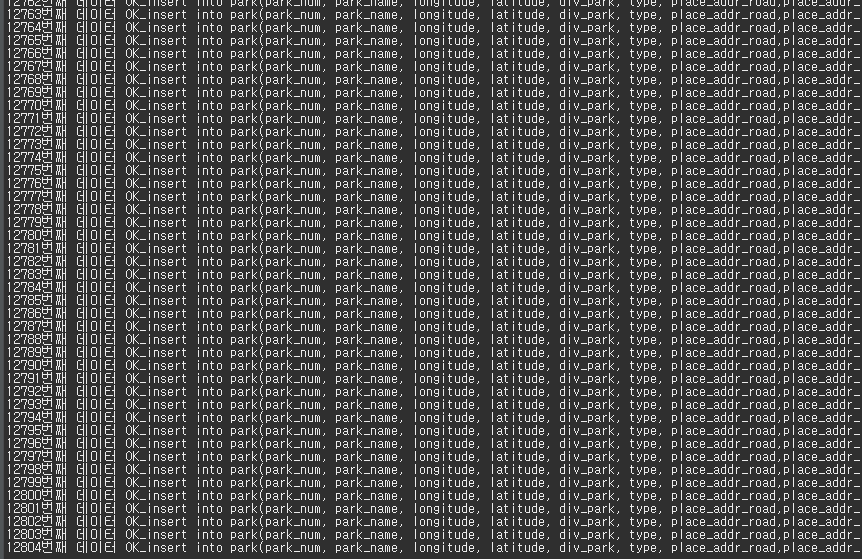 12762번째 데이터 OK_insert into park(park_num, park_name, longitude, latitude, div_park, type, place_addr_road,place_addr_
12763번째 데이터 OK_insert into park(park_num, park_name, longitude, latitude, div_park, type, place_addr_road,place_addr_
12764번째 데이터 OK_insert into park(park_num, park_name, longitude, latitude, div_park, type, place_addr_road,place_addr_
12765번째 데이터 OK_insert into park(park_num, park_name, longitude, latitude, div_park, type, place_addr_road,place_addr_
12766번째 데이터 OK_insert into park(park_num, park_name, longitude, latitude, div_park, type, place_addr_road,place_addr_
12767번째 데이터 OK_insert into park(park_num, park_name, longitude, latitude, div_park, type, place_addr_road,place_addr_
12768번째 데이터 OK_insert into park(park_num, park_name, longitude, latitude, div_park, type, place_addr_road,place_addr_
12769번째 데이터 OK_insert into park(park_num, park_name, longitude, latitude, div_park, type, place_addr_road,place_addr_
12770번째 데이터 OK_insert into park(park_num, park_name, longitude, latitude, div_park, type, place_addr_road,place_addr_
12771번째 데이터 OK_insert into park(park_num, park_name, longitude, latitude, div_park, type, place_addr_road,place_addr_
12772번째 데이터 OK_insert into park(park_num, park_name, longitude, latitude, div_park, type, place_addr_road,place_addr_
12773번째 데이터 OK_insert into park(park_num, park_name, longitude, latitude, div_park, type, place_addr_road,place_addr_
12774번째 데이터 OK_insert into park(park_num, park_name, longitude, latitude, div_park, type, place_addr_road,place_addr_
12775번째 데이터 OK_insert into park(park_num, park_name, longitude, latitude, div_park, type, place_addr_road,place_addr_
12776번째 데이터 OK_insert into park(park_num, park_name, longitude, latitude, div_park, type, place_addr_road,place_addr_
12777번째 데이터 OK_insert into park(park_num, park_name, longitude, latitude, div_park, type, place_addr_road,place_addr_
12778번째 데이터 OK_insert into park(park_num, park_name, longitude, latitude, div_park, type, place_addr_road,place_addr_
12779번째 데이터 OK_insert into park(park_num, park_name, longitude, latitude, div_park, type, place_addr_road,place_addr_
12780번째 데이터 OK_insert into park(park_num, park_name, longitude, latitude, div_park, type, place_addr_road,place_addr_
12781번째 데이터 OK_insert into park(park_num, park_name, longitude, latitude, div_park, type, place_addr_road,place_addr_
12782번째 데이터 OK_insert into park(park_num, park_name, longitude, latitude, div_park, type, place_addr_road,place_addr_
12783번째 데이터 OK_insert into park(park_num, park_name, longitude, latitude, div_park, type, place_addr_road,place_addr_
12784번째 데이터 OK_insert into park(park_num, park_name, longitude, latitude, div_park, type, place_addr_road,place_addr_
12785번째 데이터 OK_insert into park(park_num, park_name, longitude, latitude, div_park, type, place_addr_road,place_addr_
12786번째 데이터 OK_insert into park(park_num, park_name, longitude, latitude, div_park, type, place_addr_road,place_addr_
12787번째 데이터 OK_insert into park(park_num, park_name, longitude, latitude, div_park, type, place_addr_road,place_addr_
12788번째 데이터 OK_insert into park(park_num, park_name, longitude, latitude, div_park, type, place_addr_road,place_addr_
12789번째 데이터 OK_insert into park(park_num, park_name, longitude, latitude, div_park, type, place_addr_road,place_addr_
12790번째 데이터 OK_insert into park(park_num, park_name, longitude, latitude, div_park, type, place_addr_road,place_addr_
12791번째 데이터 OK_insert into park(park_num, park_name, longitude, latitude, div_park, type, place_addr_road,place_addr_
12792번째 데이터 OK_insert into park(park_num, park_name, longitude, latitude, div_park, type, place_addr_road,place_addr_
12793번째 데이터 OK_insert into park(park_num, park_name, longitude, latitude, div_park, type, place_addr_road,place_addr_
12794번째 데이터 OK_insert into park(park_num, park_name, longitude, latitude, div_park, type, place_addr_road,place_addr_
12795번째 데이터 OK_insert into park(park_num, park_name, longitude, latitude, div_park, type, place_addr_road,place_addr_
12796번째 데이터 OK_insert into park(park_num, park_name, longitude, latitude, div_park, type, place_addr_road,place_addr_
12797번째 데이터 OK_insert into park(park_num, park_name, longitude, latitude, div_park, type, place_addr_road,place_addr_
12798번째 데이터 OK_insert into park(park_num, park_name, longitude, latitude, div_park, type, place_addr_road,place_addr_
12799번째 데이터 OK_insert into park(park_num, park_name, longitude, latitude, div_park, type, place_addr_road,place_addr_
12800번째 데이터 OK_insert into park(park_num, park_name, longitude, latitude, div_park, type, place_addr_road,place_addr_
12801번째 데이터 OK_insert into park(park_num, park_name, longitude, latitude, div_park, type, place_addr_road,place_addr_
12802번째 데이터 OK_insert into park(park_num, park_name, longitude, latitude, div_park, type, place_addr_road,place_addr_
12803번째 데이터 OK_insert into park(park_num, park_name, longitude, latitude, div_park, type, place_addr_road,place_addr_
12804번째 데이터 OK_insert into park(park_num, park_name, longitude, latitude, div_park, type, place_addr_road,place_addr_